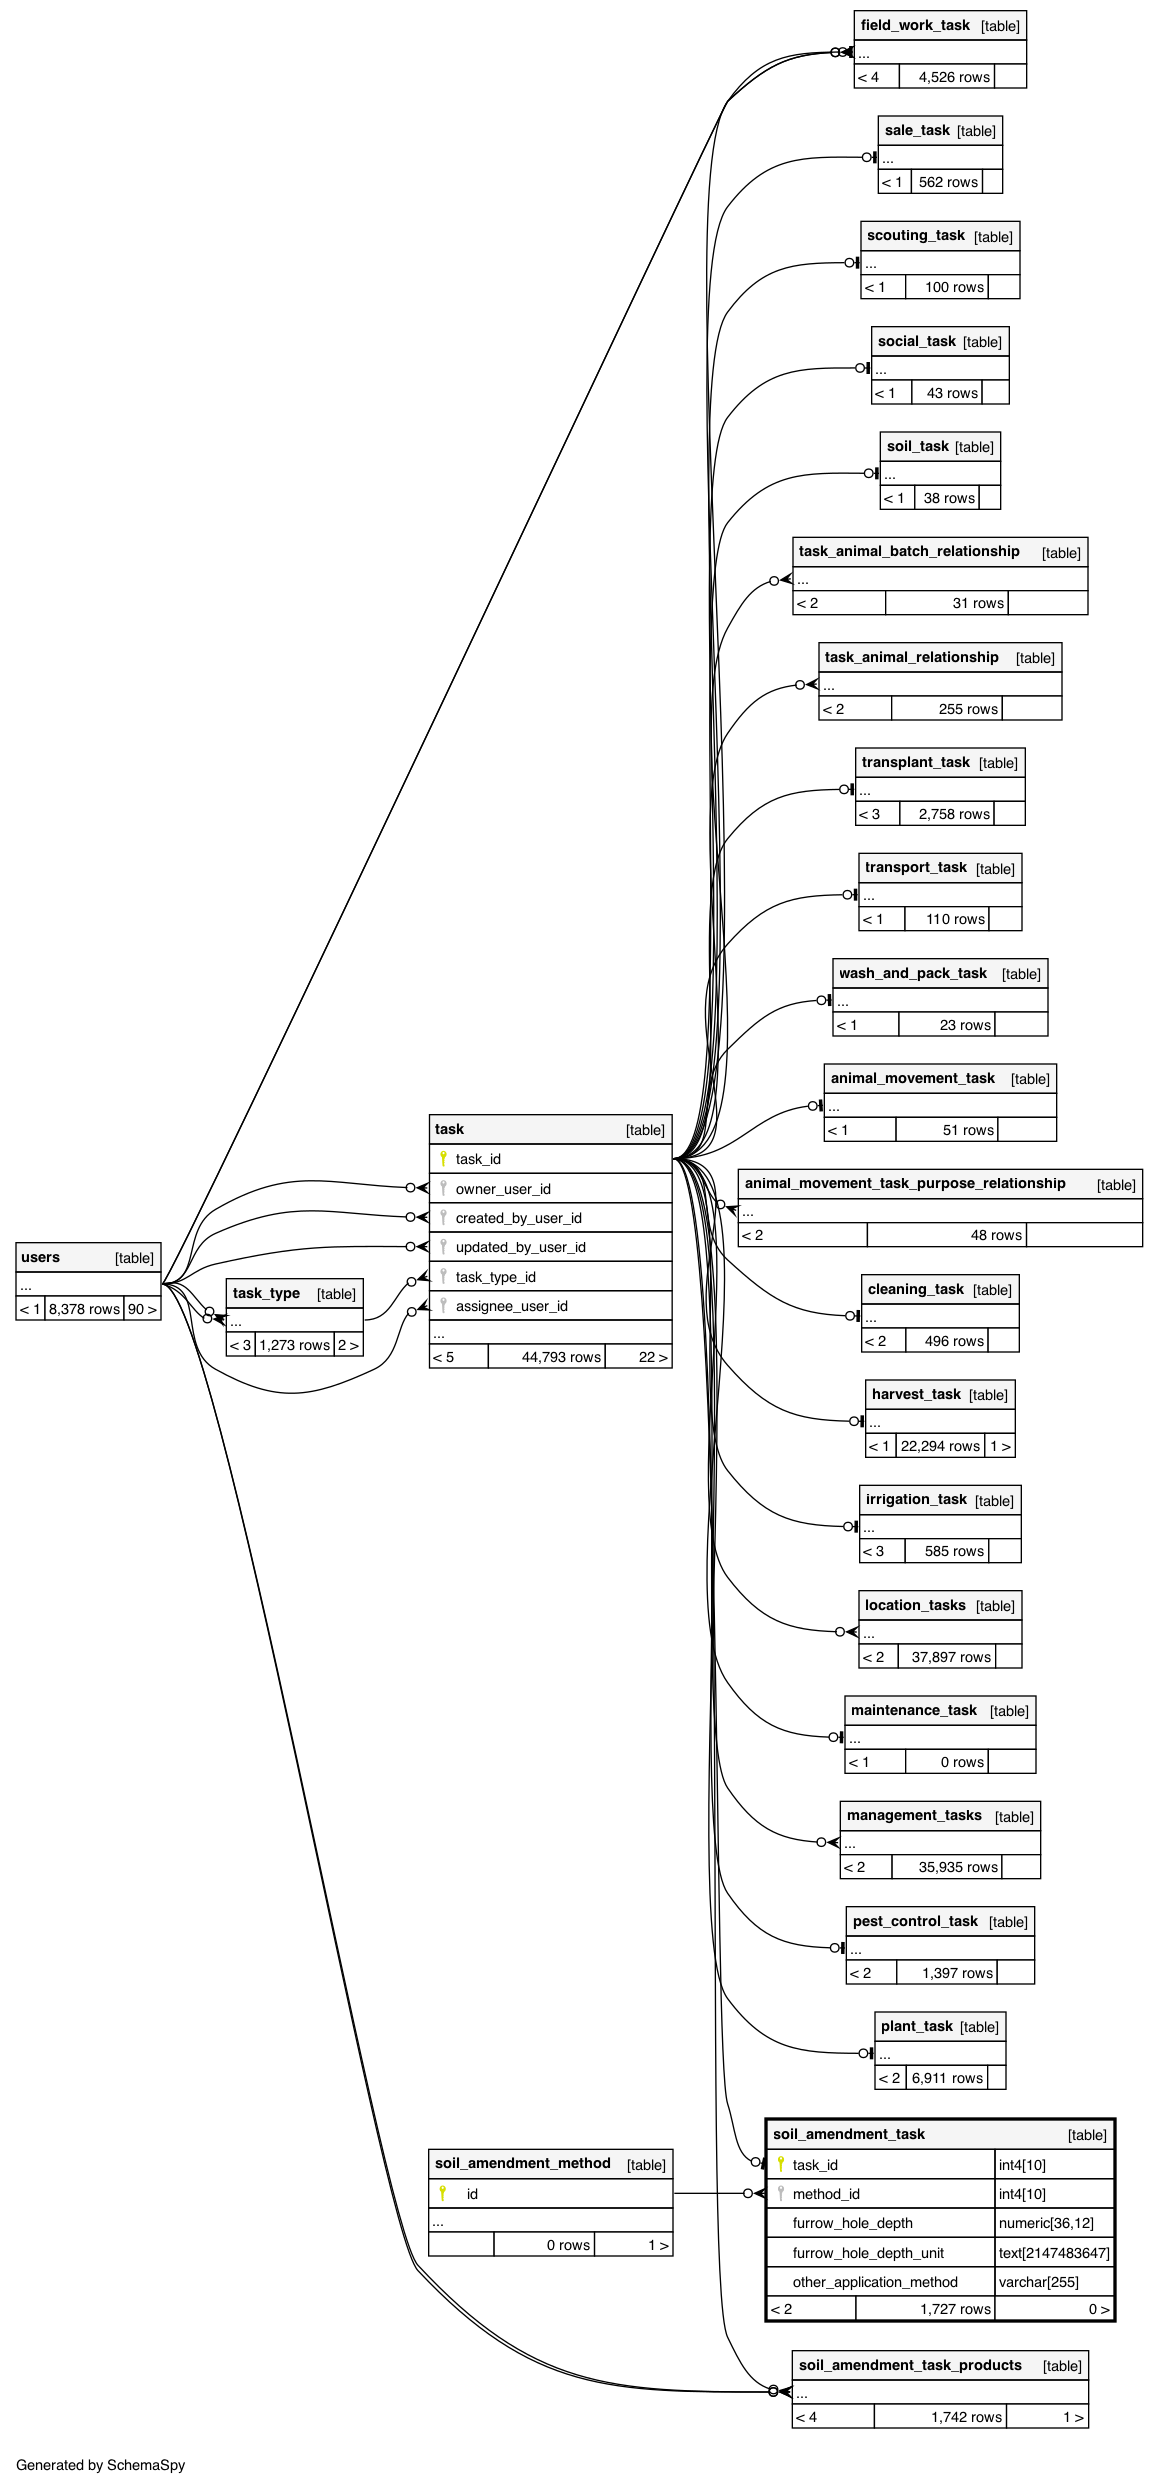 field_work_task [table]
...
< 4 4,526 rows
sale_task [table]
...
< 1 562 rows
scouting_task [table]
...
< 1 100 rows
social_task [table]
...
< 1 43 rows
soil_task [table]
...
< 1 38 rows
task_animal_batch_relationship [table]
...
< 2 31 rows
task_animal_relationship [table]
...
< 2 255 rows
transplant_task [table]
...
< 3 2,758 rows
transport_task [table]
...
< 1 110 rows
wash_and_pack_task [table]
...
< 1 23 rows
animal_movement_task [table]
...
< 1 51 rows
animal_movement_task_purpose_relationship [table]
...
< 2 48 rows
users [table]
...
< 1 8,378 rows 90 >
task_type [table]
...
< 3 1,273 rows 2 >
task [table]
task_id
owner_user_id
created_by_user_id
updated_by_user_id
task_type_id
assignee_user_id
...
< 5 44,793 rows 22 >
cleaning_task [table]
...
< 2 496 rows
harvest_task [table]
...
< 1 22,294 rows 1 >
irrigation_task [table]
...
< 3 585 rows
location_tasks [table]
...
< 2 37,897 rows
maintenance_task [table]
...
< 1 0 rows
management_tasks [table]
...
< 2 35,935 rows
pest_control_task [table]
...
< 2 1,397 rows
plant_task [table]
...
< 2 6,911 rows
soil_amendment_method [table]
id
...
0 rows 1 >
soil_amendment_task [table]
task_id int4[10]
method_id int4[10]
furrow_hole_depth numeric[36,12]
furrow_hole_depth_unit text[2147483647]
other_application_method varchar[255]
< 2 1,727 rows 0 >
soil_amendment_task_products [table]
...
< 4 1,742 rows 1 >
Generated by SchemaSpy